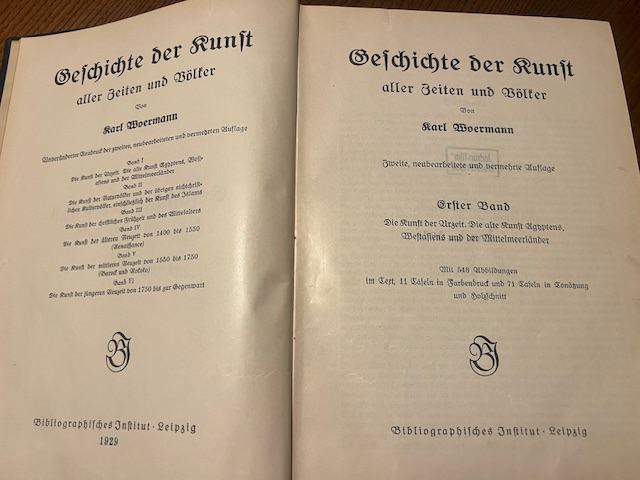 Geschichte der Kunst
aller Zeiten und Völker
Von
Karl Woermann
Unveränderter Neudruck der zweiten, neubearbeiteten und vermehrten Auflage
Band I
Die Kunst der Urzeit. Die alte Kunst Ägyptens, West-
asiens und der Mittelmeerländer
Band II
Die Kunst der Naturvölker und der übrigen nichtchrist-
lichen Kulturvölker, einschließlich der Kunst des Islams
Band III
Die Kunst der christlichen Frühzeit und des Mittelalters
Band IV
Die Kunst der älteren Neuzeit von 1400 bis 1550
(Renaissance)
Band V
Die Kunst der mittleren Neuzeit von 1550 bis 1750
(Barock und Rokoko)
Band VI
Die Kunst der jüngeren Neuzeit von 1750 bis zur Gegenwart
BI
Bibliographisches Institut · Leipzig
1929
Geschichte der Kunst
aller Zeiten und Völker
Von
Karl Woermann
Zweite, neubearbeitete und vermehrte Auflage
Erster Band
Die Kunst der Urzeit. Die alte Kunst Ägyptens,
Westasiens und der Mittelmeerländer
Mit 548 Abbildungen
im Text, 11 Tafeln in Farbendruck und 71 Tafeln in Tonätzung
und Holzschnitt
BI
Bibliographisches Institut · Leipzig